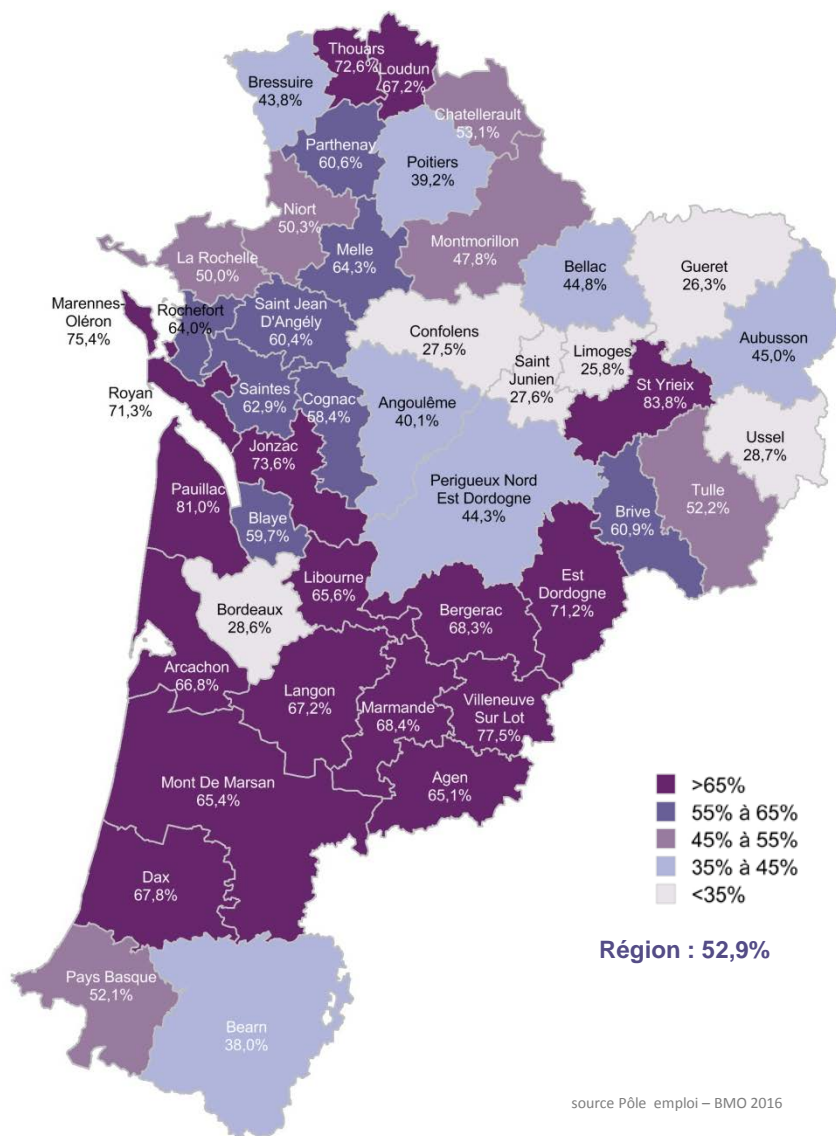 Thouars
72,6%
Loudun
67,2%
Bressuire
43,8%
Chatellerault
53,1%
Parthenay
60,6%
Poitiers
39,2%
Niort
50,3%
La Rochelle
50,0%
Melle
64,3%
Montmorillon
47,8%
Bellac
44,8%
Gueret
26,3%
Marennes-
Oléron
75,4%
Rochefort
64,0%
Saint Jean
D'Angély
60,4%
Confolens
27,5%
Saint
Junien
27,6%
Limoges
25,8%
Aubusson
45,0%
Royan
71,3%
Saintes
62,9%
Cognac
58,4%
Angoulême
40,1%
St Yrieix
83,8%
Ussel
28,7%
Jonzac
73,6%
Pauillac
81,0%
Perigueux Nord
Est Dordogne
44,3%
Tulle
52,2%
Brive
60,9%
Blaye
59,7%
Libourne
65,6%
Est
Dordogne
71,2%
Bordeaux
28,6%
Bergerac
68,3%
Arcachon
66,8%
Langon
67,2%
Marmande
68,4%
Villeneuve
Sur Lot
77,5%
Mont De Marsan
65,4%
Agen
65,1%
Dax
67,8%
>65%
55% à 65%
45% à 55%
35% à 45%
<35%
Région : 52,9%
Pays Basque
52,1%
Bearn
38,0%
source Pôle emploi – BMO 2016